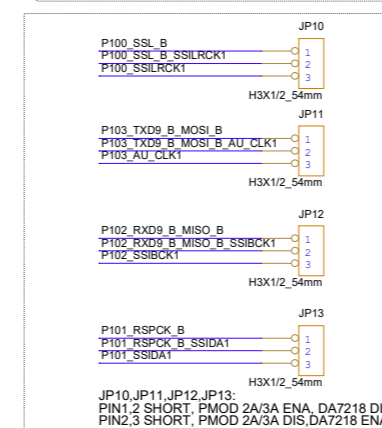 JP10
P100_SSL_B
1
P100_SSL_B_SSILRCK1
2
P100_SSILRCK1
3
H3X1/2_54mm
JP11
P103_TXD9_B_MOSI_B
1
P103_TXD9_B_MOSI_B_AU_CLK1
2
P103_AU_CLK1
3
H3X1/2_54mm
JP12
P102_RXD9_B_MISO_B
1
P102_RXD9_B_MISO_B_SSIBCK1
2
P102_SSIBCK1
3
H3X1/2_54mm
JP13
P101_RSPCK_B
1
P101_RSPCK_B_SSIDA1
2
P101_SSIDA1
3
H3X1/2_54mm
JP10,JP11,JP12,JP13:
PIN1,2 SHORT, PMOD 2A/3A ENA, DA7218 DI
PIN2,3 SHORT, PMOD 2A/3A DIS,DA7218 EN